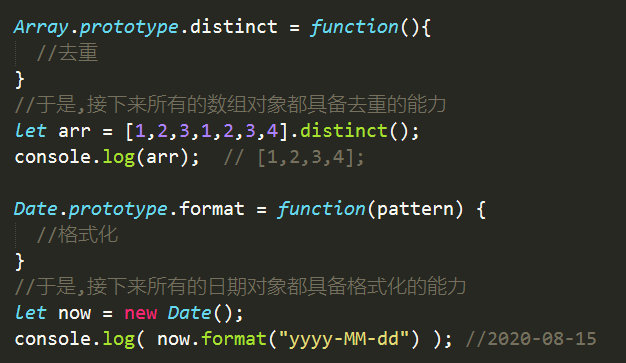 Array.prototype.distinct = function(){
  //去重
}
//于是,接下来所有的数组对象都具备去重的能力
let arr = [1,2,3,1,2,3,4].distinct();
console.log(arr);  // [1,2,3,4];

Date.prototype.format = function(pattern) {
  //格式化
}
//于是,接下来所有的日期对象都具备格式化的能力
let now = new Date();
console.log( now.format("yyyy-MM-dd") ); //2020-08-15